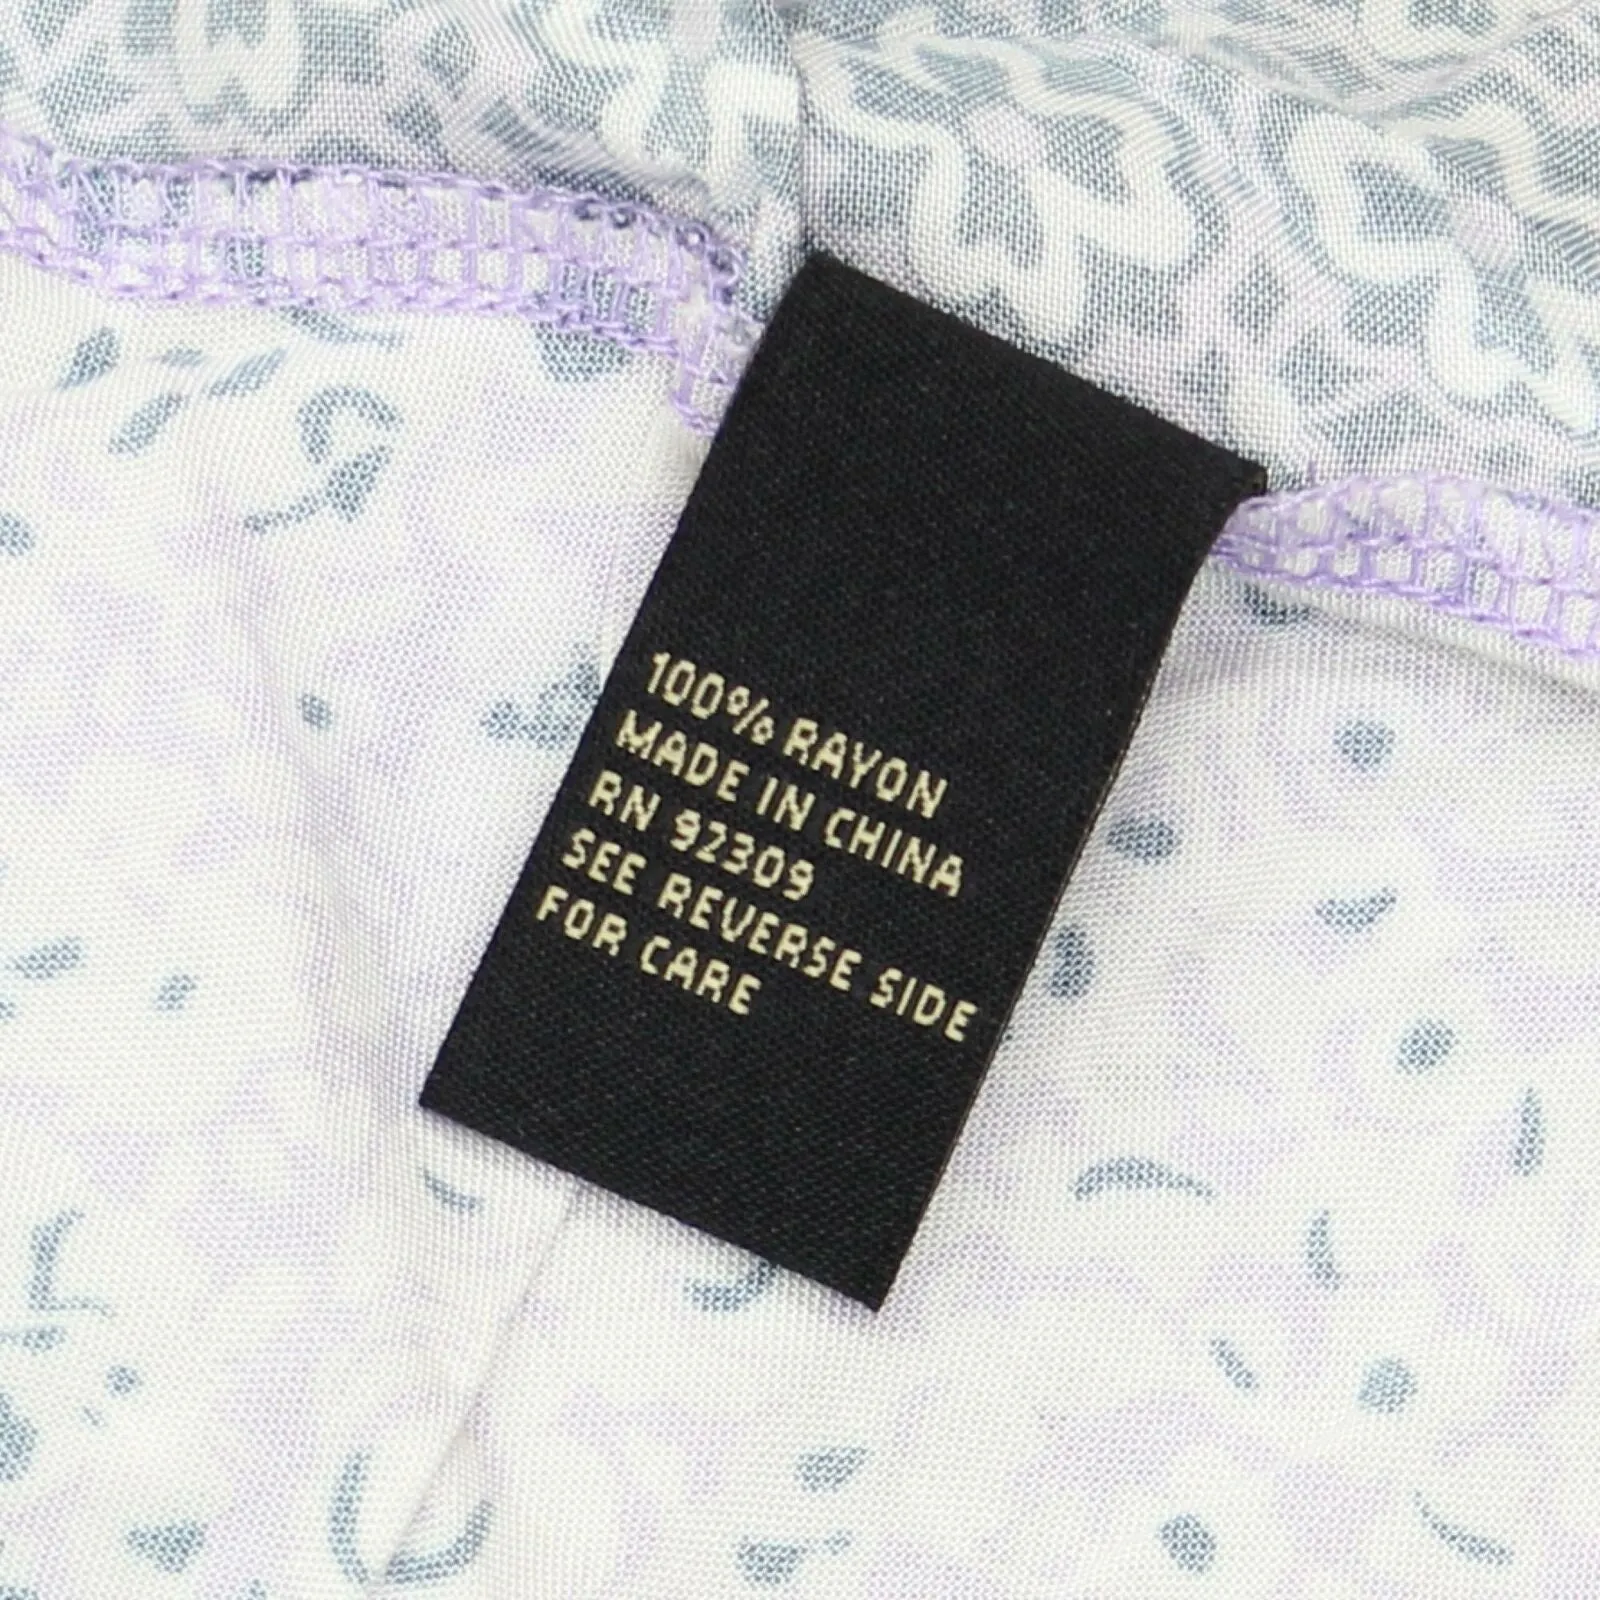 100% RAYON
MADE IN CHINA
RN 92309
SEE REVERSE SIDE
FOR CARE